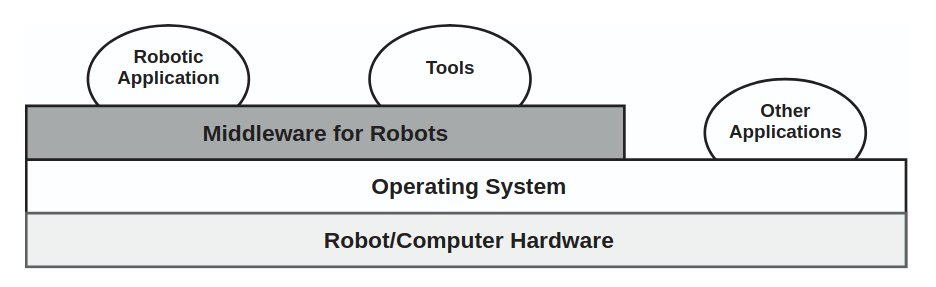 Robotic
Application
Tools
Other
Applications
Middleware for Robots
Operating System
Robot/Computer Hardware